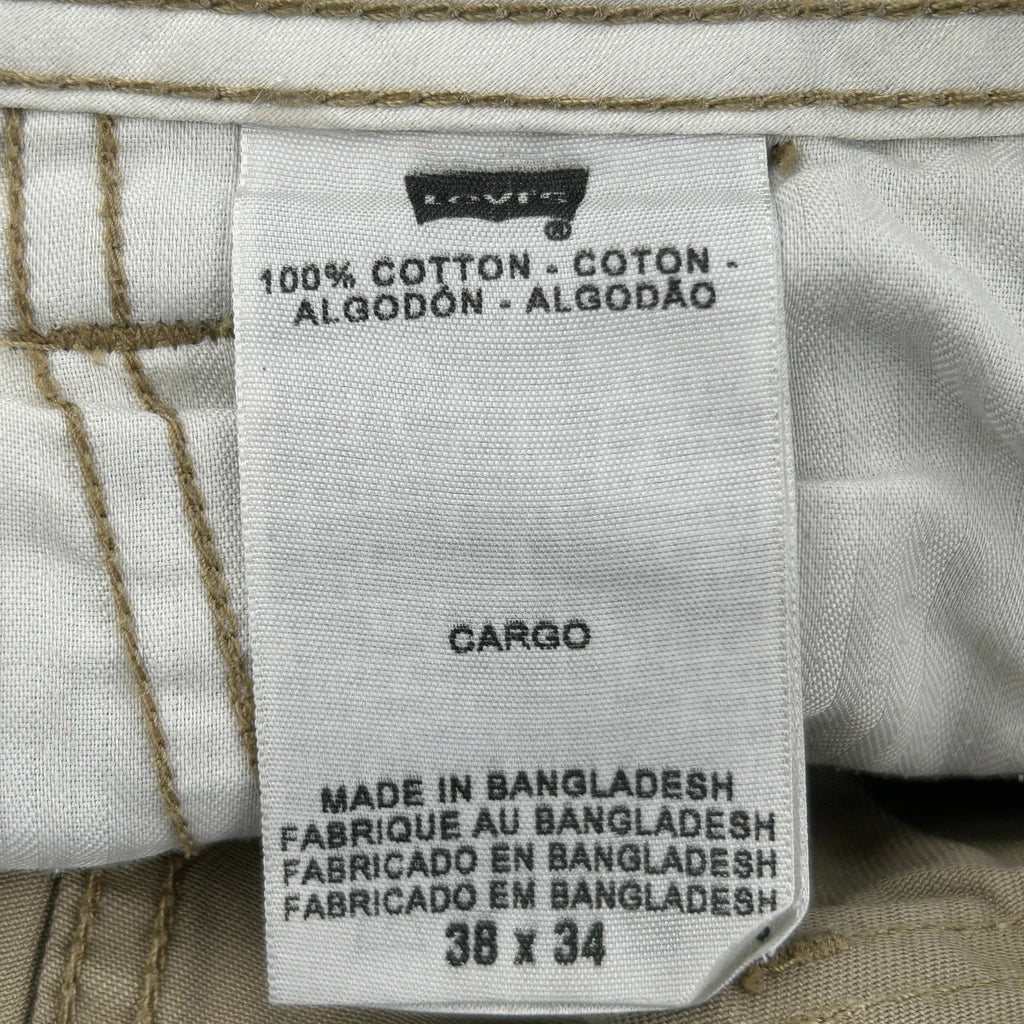 Levi's
®
100% COTTON - COTON -
ALGODÓN - ALGODÃO
CARGO
MADE IN BANGLADESH
FABRIQUE AU BANGLADESH
FABRICADO EN BANGLADESH
FABRICADO EM BANGLADESH
38 x 34